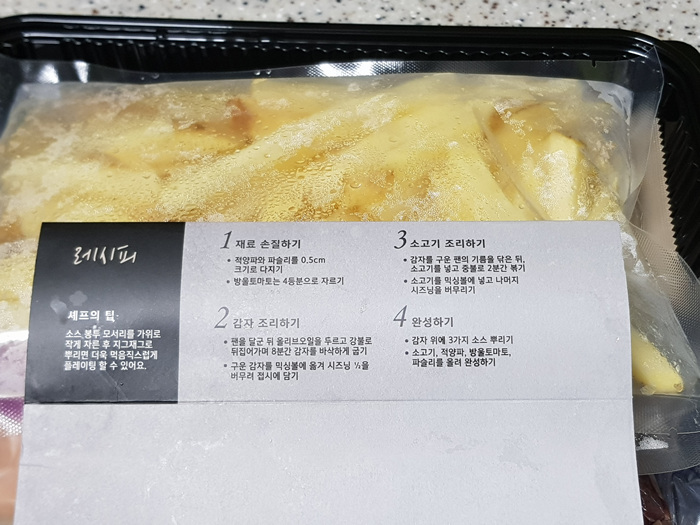 레시피
셰프의 팁
소스 봉투 모서리를 가위로
작게 자른 후 지그재그로
뿌리면 더욱 먹음직스럽게
플레이팅 할 수 있어요.
1 재료 손질하기
• 적양파와 파슬리를 0.5cm
크기로 다지기
• 방울토마토는 4등분으로 자르기
2 감자 조리하기
• 팬을 달군 뒤 올리브오일을 두르고 강불로
뒤집어가며 8분간 감자를 바삭하게 굽기
• 구운 감자를 믹싱볼에 옮겨 시즈닝 ½을
버무려 접시에 담기
3 소고기 조리하기
• 감자를 구운 팬의 기름을 닦은 뒤,
소고기를 넣고 중불로 2분간 볶기
• 소고기를 믹싱볼에 넣고 나머지
시즈닝을 버무리기
4 완성하기
• 감자 위에 3가지 소스 뿌리기
• 소고기, 적양파, 방울토마토,
파슬리를 올려 완성하기